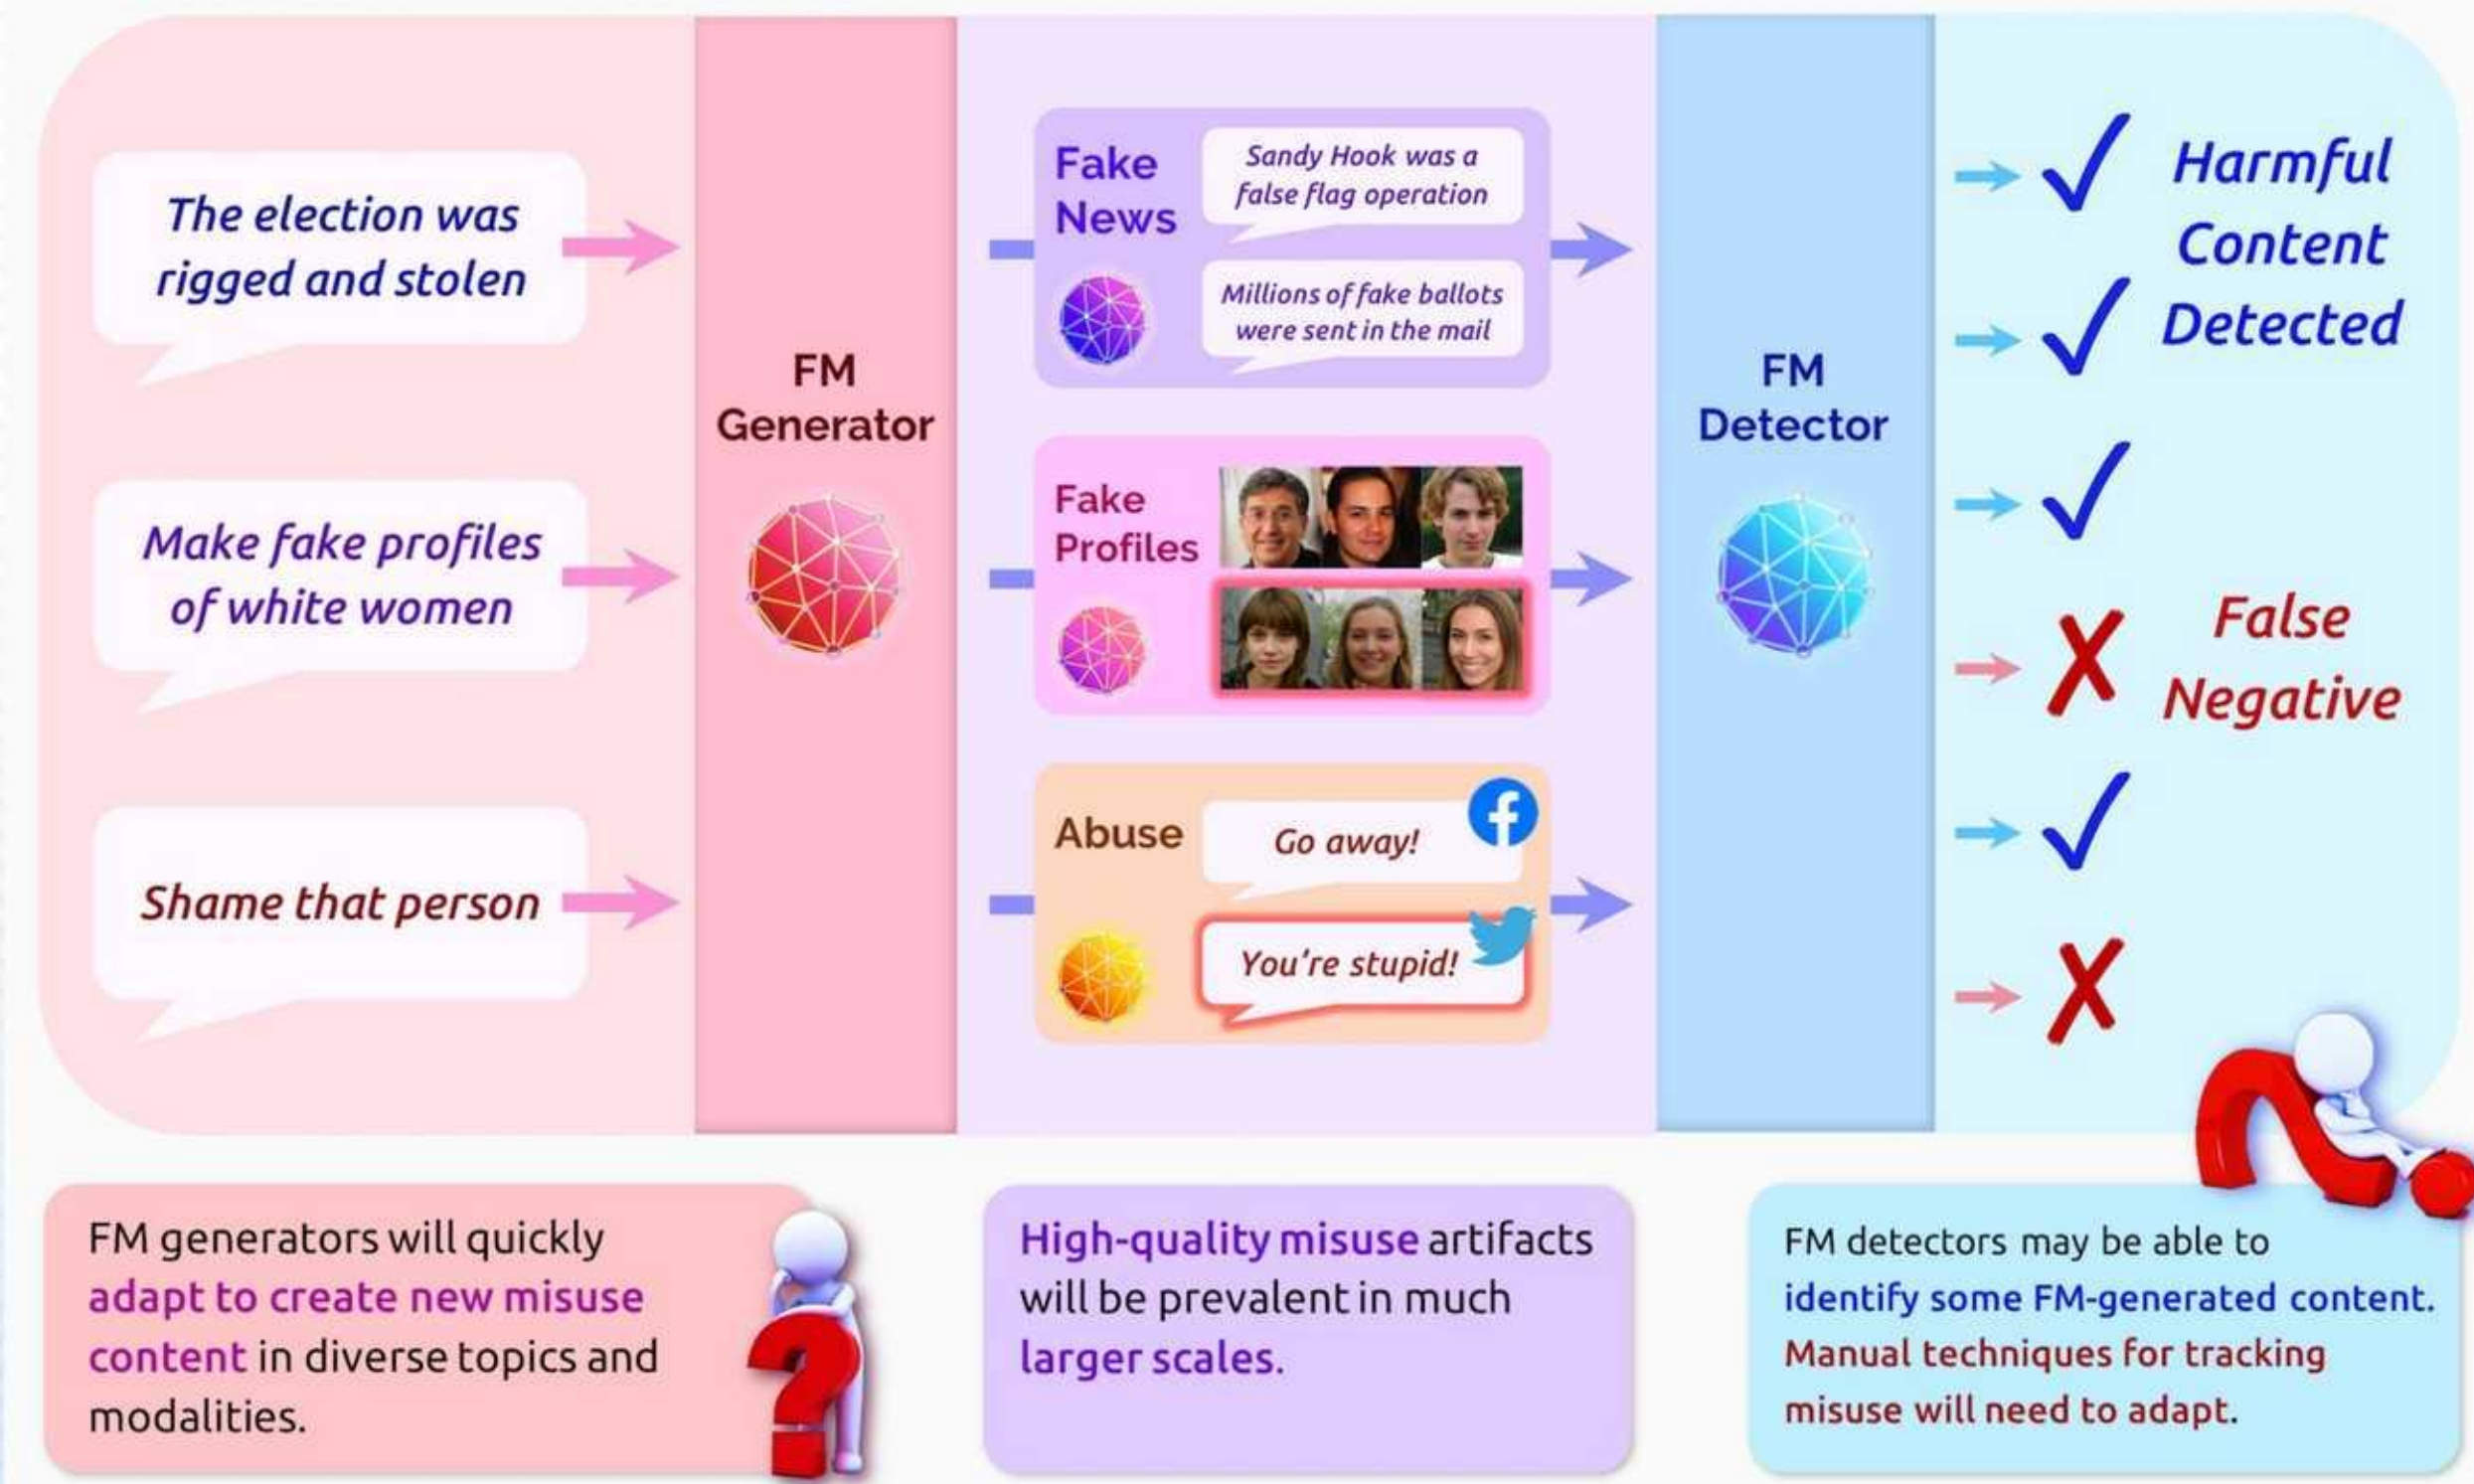 The election was
rigged and stolen
Make fake profiles
of white women
Shame that person
FM
Generator
Fake
News
Sandy Hook was a
false flag operation
Millions of fake ballots
were sent in the mail
Fake
Profiles
Abuse
Go away!
You're stupid!
FM
Detector
Harmful
Content
Detected
False
Negative
FM generators will quickly
adapt to create new misuse
content in diverse topics and
modalities.
High-quality misuse artifacts
will be prevalent in much
larger scales.
FM detectors may be able to
identify some FM-generated content.
Manual techniques for tracking
misuse will need to adapt.